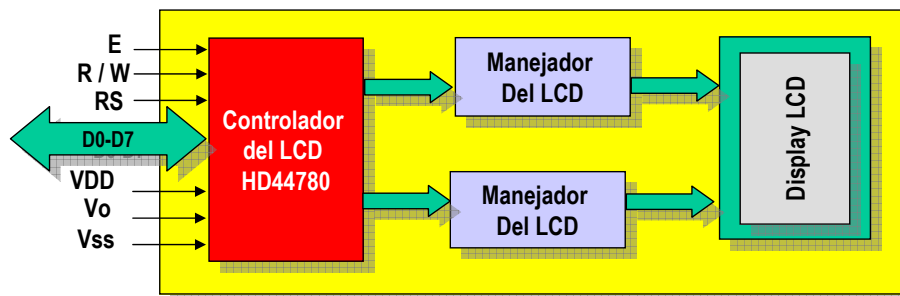 E
R / W
RS
D0-D7
VDD
Vo
Vss
Controlador
del LCD
HD44780
Manejador
Del LCD
Manejador
Del LCD
Display LCD